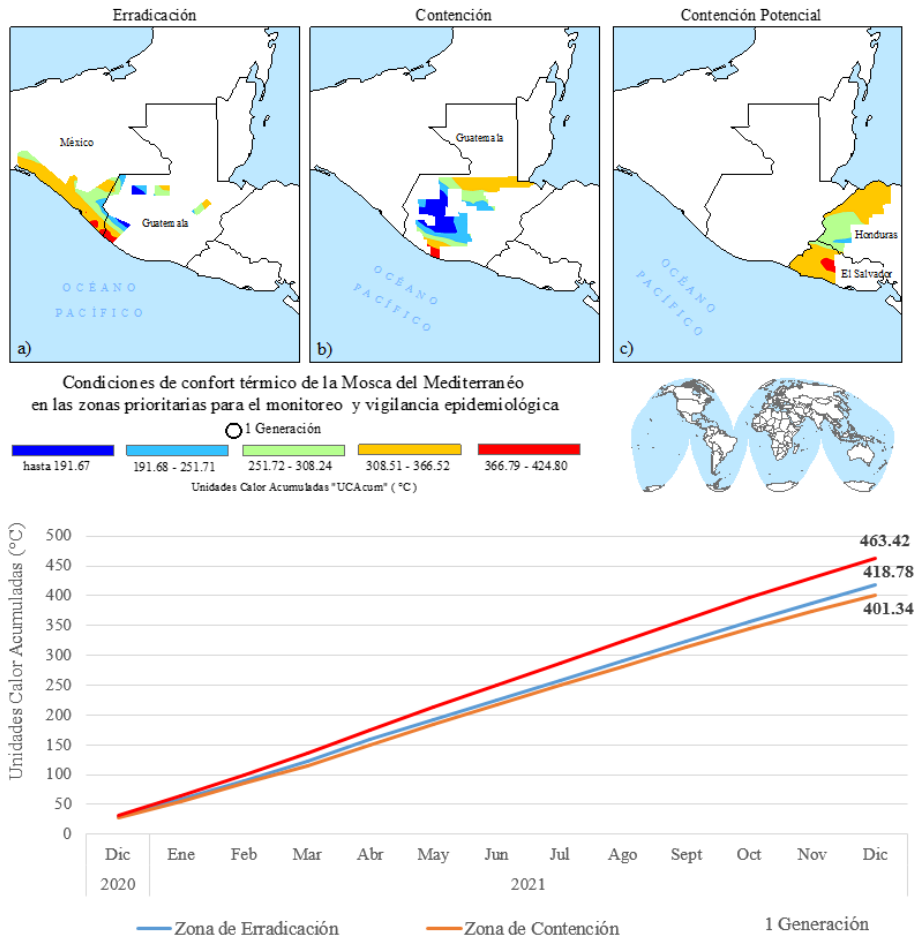 Erradicación
Contención
Contención Potencial
México
Guatemala
OCÉANO
PACÍFICO
a)
Guatemala
OCÉANO
PACÍFICO
b)
Honduras
El Salvador
OCÉANO
PACÍFICO
c)
Condiciones de confort térmico de la Mosca del Mediterranéo
en las zonas prioritarias para el monitoreo y vigilancia epidemiológica
1 Generación
hasta 191.67
191.68 - 251.71
251.72 - 308.24
308.51 - 366.52
366.79 - 424.80
Unidades Calor Acumuladas "UCAcum" (°C)
Unidades Calor Acumuladas (°C)
500
450
400
350
300
250
200
150
100
50
0
463.42
418.78
401.34
Dic Ene Feb Mar Abr May Jun Jul Ago Sept Oct Nov Dic
2020 2021
Zona de Erradicación Zona de Contención 1 Generación